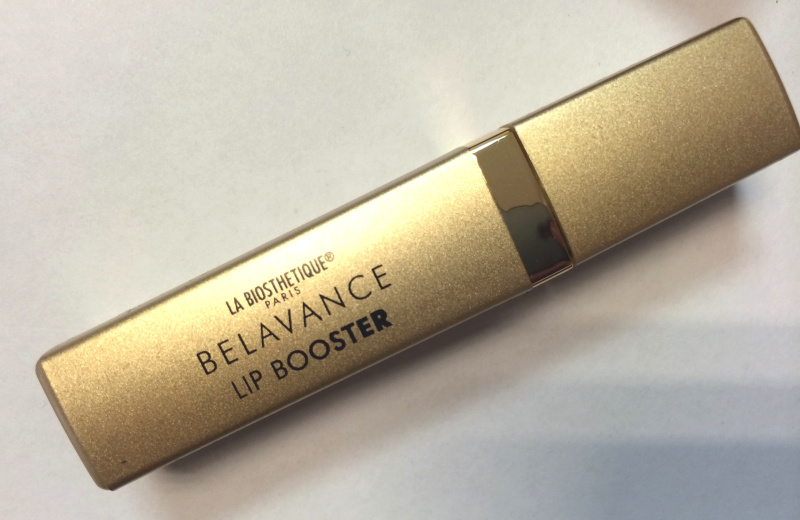 LA BIOSTHETIQUE®
PARIS
BELAVANCE
LIP BOOSTER